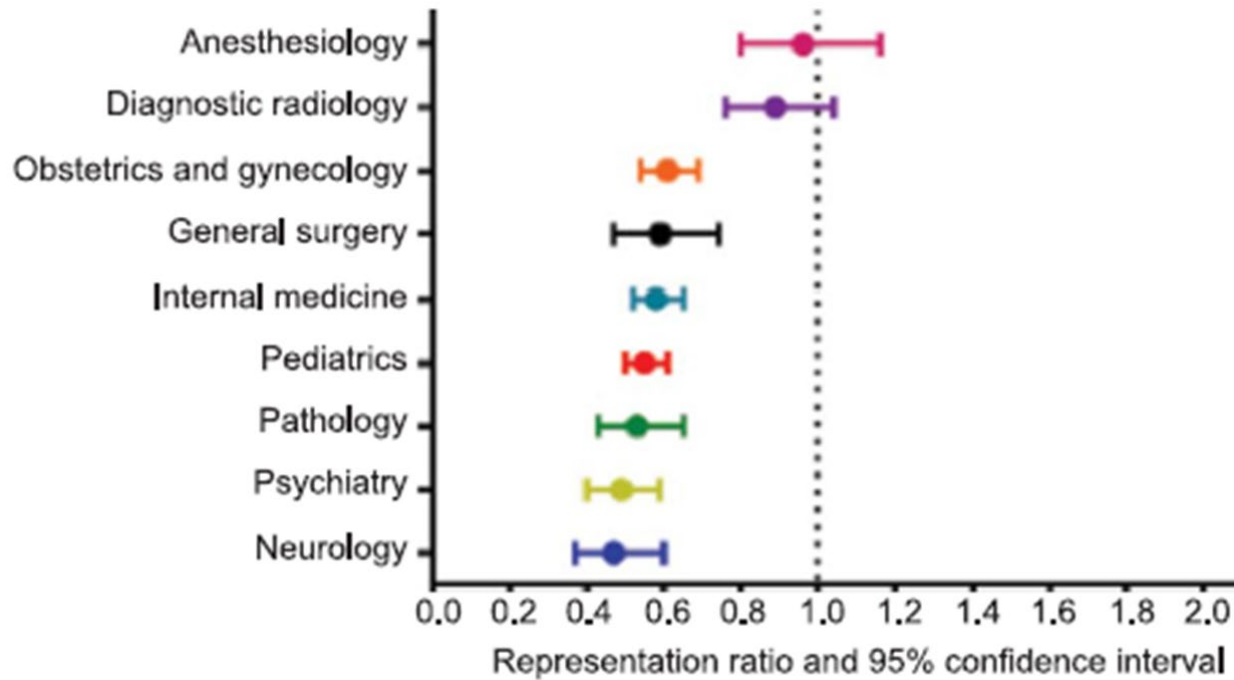 Anesthesiology
Diagnostic radiology
Obstetrics and gynecology
General surgery
Internal medicine
Pediatrics
Pathology
Psychiatry
Neurology
0.0 0.2 0.4 0.6 0.8 1.0 1.2 1.4 1.6 1.8 2.0
Representation ratio and 95% confidence interval